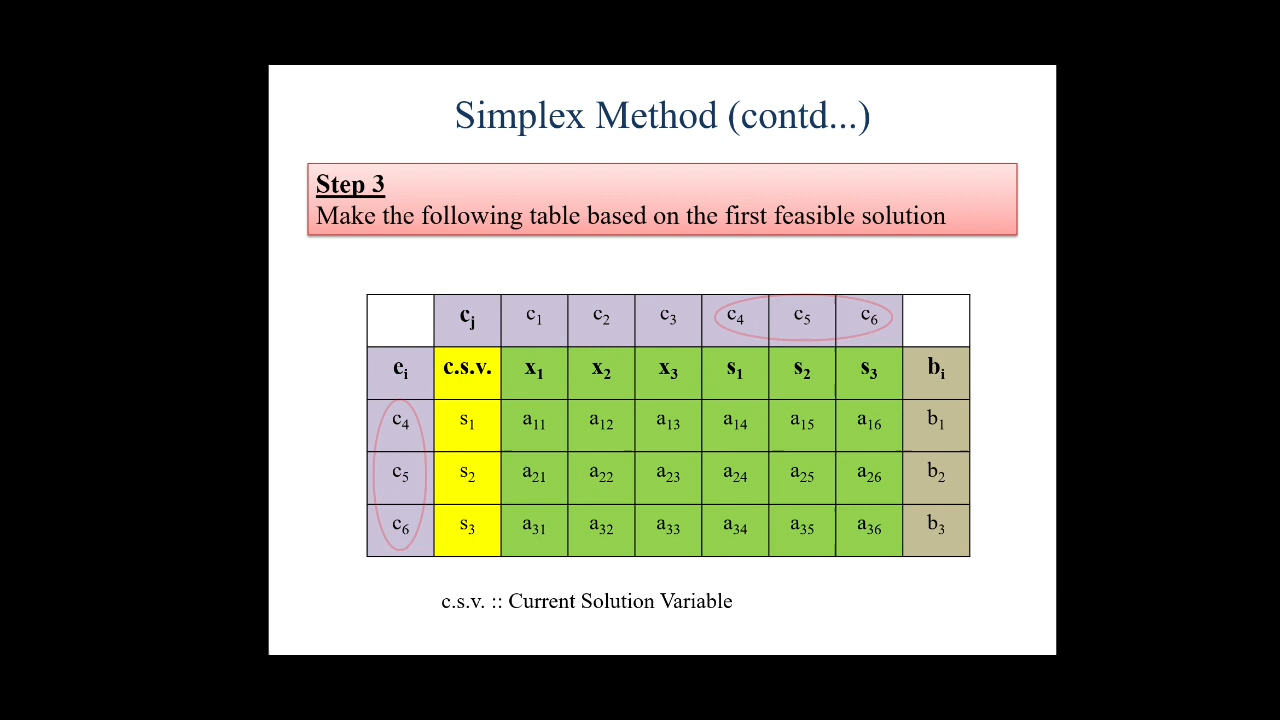 Simplex Method (contd...)
Step 3
Make the following table based on the first feasible solution
cj c1 c2 c3 c4 c5 c6
ei c.s.v. x1 x2 x3 s1 s2 s3 bi
c4 s1 a11 a12 a13 a14 a15 a16 b1
c5 s2 a21 a22 a23 a24 a25 a26 b2
c6 s3 a31 a32 a33 a34 a35 a36 b3
c.s.v. :: Current Solution Variable